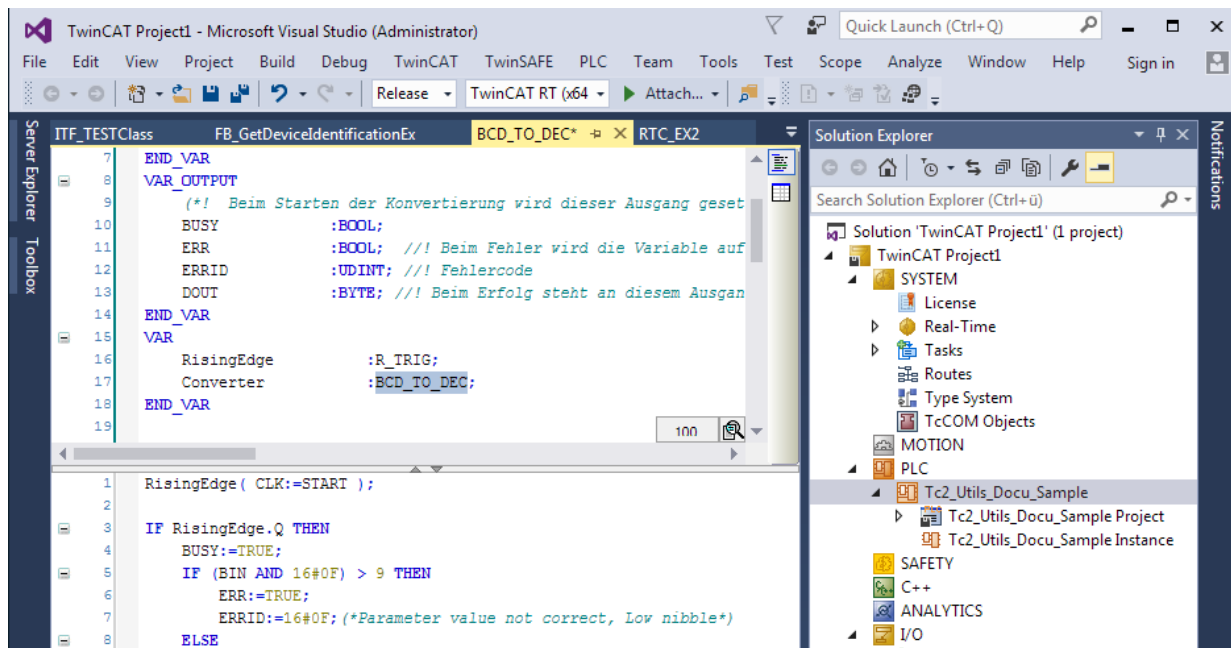 TwinCAT Project1 - Microsoft Visual Studio (Administrator)
Quick Launch (Ctrl+Q)
File Edit View Project Build Debug TwinCAT TwinSAFE PLC Team Tools Test Scope Analyze Window Help Sign in
Release TwinCAT RT (x64 Attach...
Server Explorer
Toolbox
ITF_TESTClass FB_GetDeviceIdentificationEx BCD_TO_DEC* RTC_EX2
7 END_VAR
8 VAR_OUTPUT
9 (*! Beim Starten der Konvertierung wird dieser Ausgang geset
10 BUSY :BOOL;
11 ERR :BOOL; //! Beim Fehler wird die Variable auf
12 ERRID :UDINT; //! Fehlercode
13 DOUT :BYTE; //! Beim Erfolg steht an diesem Ausgan
14 END_VAR
15 VAR
16 RisingEdge :R_TRIG;
17 Converter :BCD_TO_DEC;
18 END_VAR
19
100
1 RisingEdge( CLK:=START );
2
3 IF RisingEdge.Q THEN
4 BUSY:=TRUE;
5 IF (BIN AND 16#0F) > 9 THEN
6 ERR:=TRUE;
7 ERRID:=16#0F;(*Parameter value not correct, Low nibble*)
8 ELSE
Solution Explorer
Search Solution Explorer (Ctrl+ü)
Solution 'TwinCAT Project1' (1 project)
TwinCAT Project1
SYSTEM
License
Real-Time
Tasks
Routes
Type System
TcCOM Objects
MOTION
PLC
Tc2_Utils_Docu_Sample
Tc2_Utils_Docu_Sample Project
Tc2_Utils_Docu_Sample Instance
SAFETY
C++
ANALYTICS
I/O
Notifications